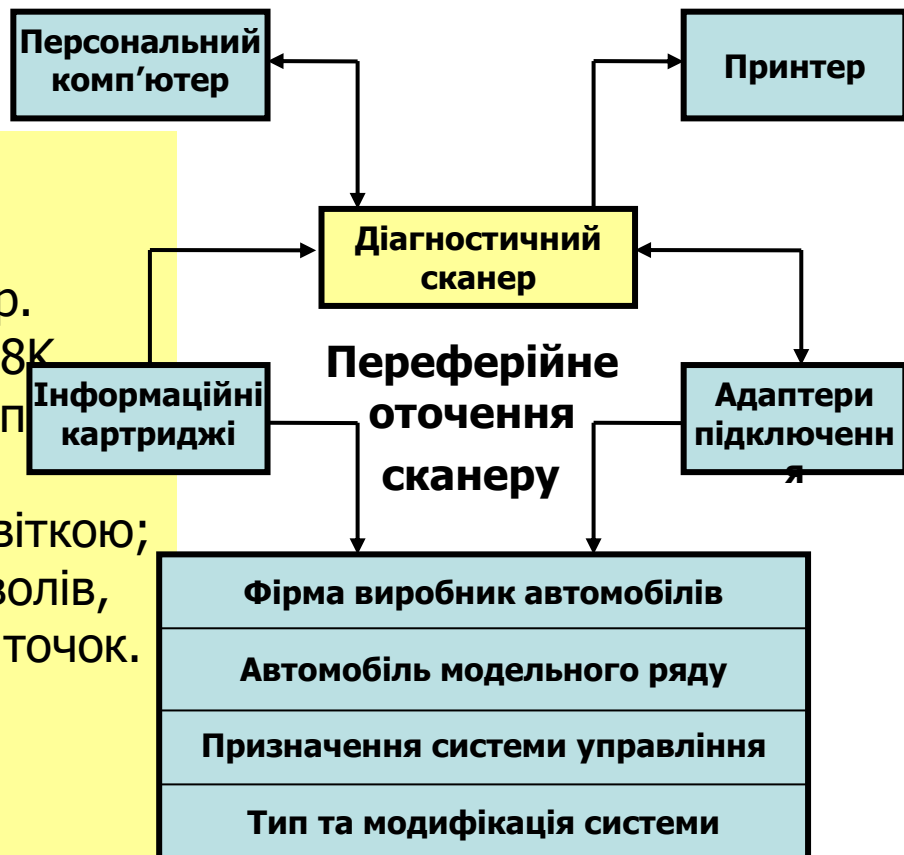 Персональний
комп’ютер
Принтер
Діагностичний
сканер
р.
8K
п
віткою;
волів,
точок.
Інформаційні
картриджі
Переферійне
оточення
сканеру
Адаптери
підключенн
я
Фірма виробник автомобілів
Автомобіль модельного ряду
Призначення системи управління
Тип та модифікація системи